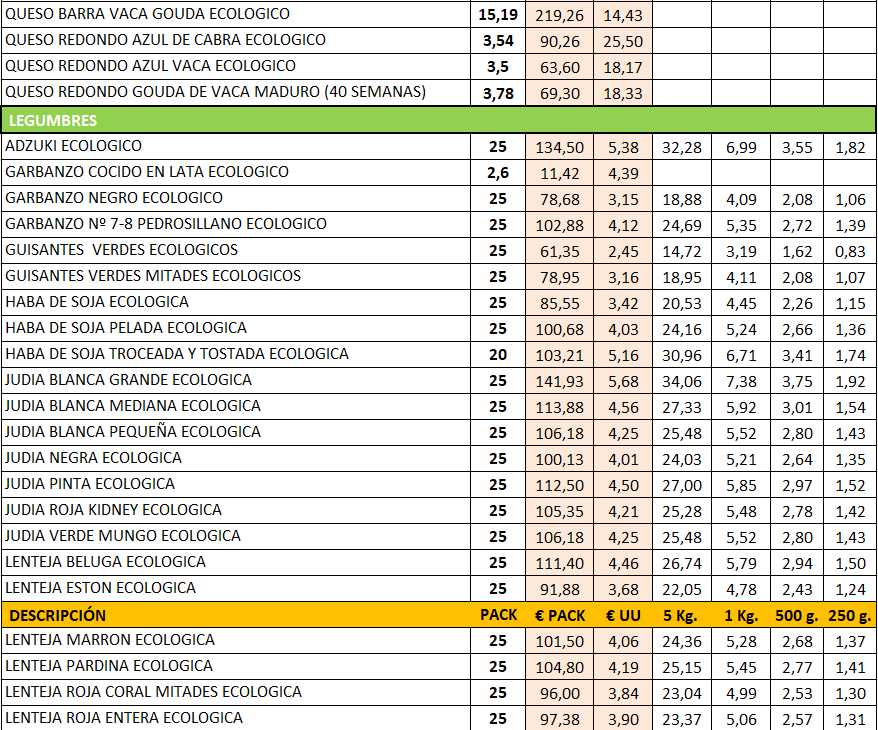 QUESO BARRA VACA GOUDA ECOLOGICO 15,19 219,26 14,43
QUESO REDONDO AZUL DE CABRA ECOLOGICO 3,54 90,26 25,50
QUESO REDONDO AZUL VACA ECOLOGICO 3,5 63,60 18,17
QUESO REDONDO GOUDA DE VACA MADURO (40 SEMANAS) 3,78 69,30 18,33
LEGUMBRES
ADZUKI ECOLOGICO 25 134,50 5,38 32,28 6,99 3,55 1,82
GARBANZO COCIDO EN LATA ECOLOGICO 2,6 11,42 4,39
GARBANZO NEGRO ECOLOGICO 25 78,68 3,15 18,88 4,09 2,08 1,06
GARBANZO Nº 7-8 PEDROSILLANO ECOLOGICO 25 102,88 4,12 24,69 5,35 2,72 1,39
GUISANTES  VERDES ECOLOGICOS 25 61,35 2,45 14,72 3,19 1,62 0,83
GUISANTES VERDES MITADES ECOLOGICOS 25 78,95 3,16 18,95 4,11 2,08 1,07
HABA DE SOJA ECOLOGICA 25 85,55 3,42 20,53 4,45 2,26 1,15
HABA DE SOJA PELADA ECOLOGICA 25 100,68 4,03 24,16 5,24 2,66 1,36
HABA DE SOJA TROCEADA Y TOSTADA ECOLOGICA 20 103,21 5,16 30,96 6,71 3,41 1,74
JUDIA BLANCA GRANDE ECOLOGICA 25 141,93 5,68 34,06 7,38 3,75 1,92
JUDIA BLANCA MEDIANA ECOLOGICA 25 113,88 4,56 27,33 5,92 3,01 1,54
JUDIA BLANCA PEQUEÑA ECOLOGICA 25 106,18 4,25 25,48 5,52 2,80 1,43
JUDIA NEGRA ECOLOGICA 25 100,13 4,01 24,03 5,21 2,64 1,35
JUDIA PINTA ECOLOGICA 25 112,50 4,50 27,00 5,85 2,97 1,52
JUDIA ROJA KIDNEY ECOLOGICA 25 105,35 4,21 25,28 5,48 2,78 1,42
JUDIA VERDE MUNGO ECOLOGICA 25 106,18 4,25 25,48 5,52 2,80 1,43
LENTEJA BELUGA ECOLOGICA 25 111,40 4,46 26,74 5,79 2,94 1,50
LENTEJA ESTON ECOLOGICA 25 91,88 3,68 22,05 4,78 2,43 1,24
DESCRIPCIÓN PACK € PACK € UU 5 Kg. 1 Kg. 500 g. 250 g.
LENTEJA MARRON ECOLOGICA 25 101,50 4,06 24,36 5,28 2,68 1,37
LENTEJA PARDINA ECOLOGICA 25 104,80 4,19 25,15 5,45 2,77 1,41
LENTEJA ROJA CORAL MITADES ECOLOGICA 25 96,00 3,84 23,04 4,99 2,53 1,30
LENTEJA ROJA ENTERA ECOLOGICA 25 97,38 3,90 23,37 5,06 2,57 1,31